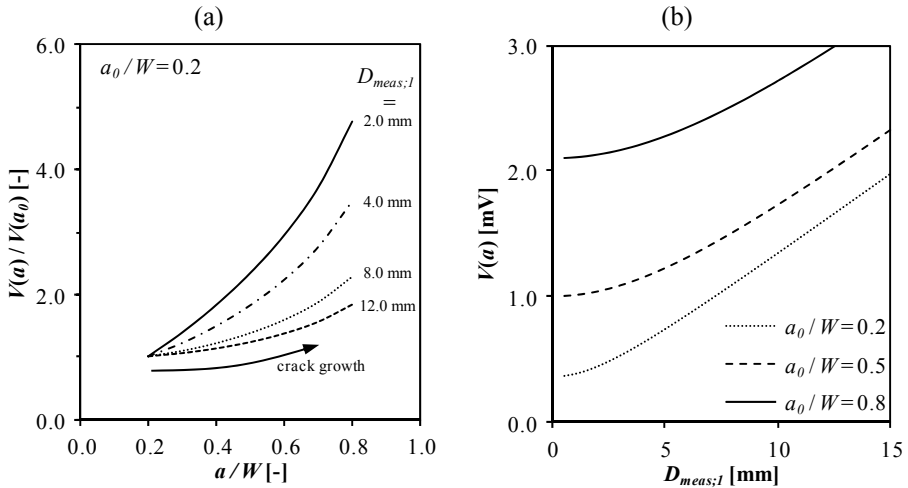 (a)
6.0
4.0
2.0
0.0
V(a) / V(a₀) [-]
a₀ / W = 0.2
D_meas;1
=
2.0 mm
4.0 mm
8.0 mm
12.0 mm
crack growth
0.0 0.2 0.4 0.6 0.8 1.0
a / W [-]
(b)
3.0
2.0
1.0
0.0
V(a) [mV]
a₀ / W = 0.2
a₀ / W = 0.5
a₀ / W = 0.8
0 5 10 15
D_meas;1 [mm]